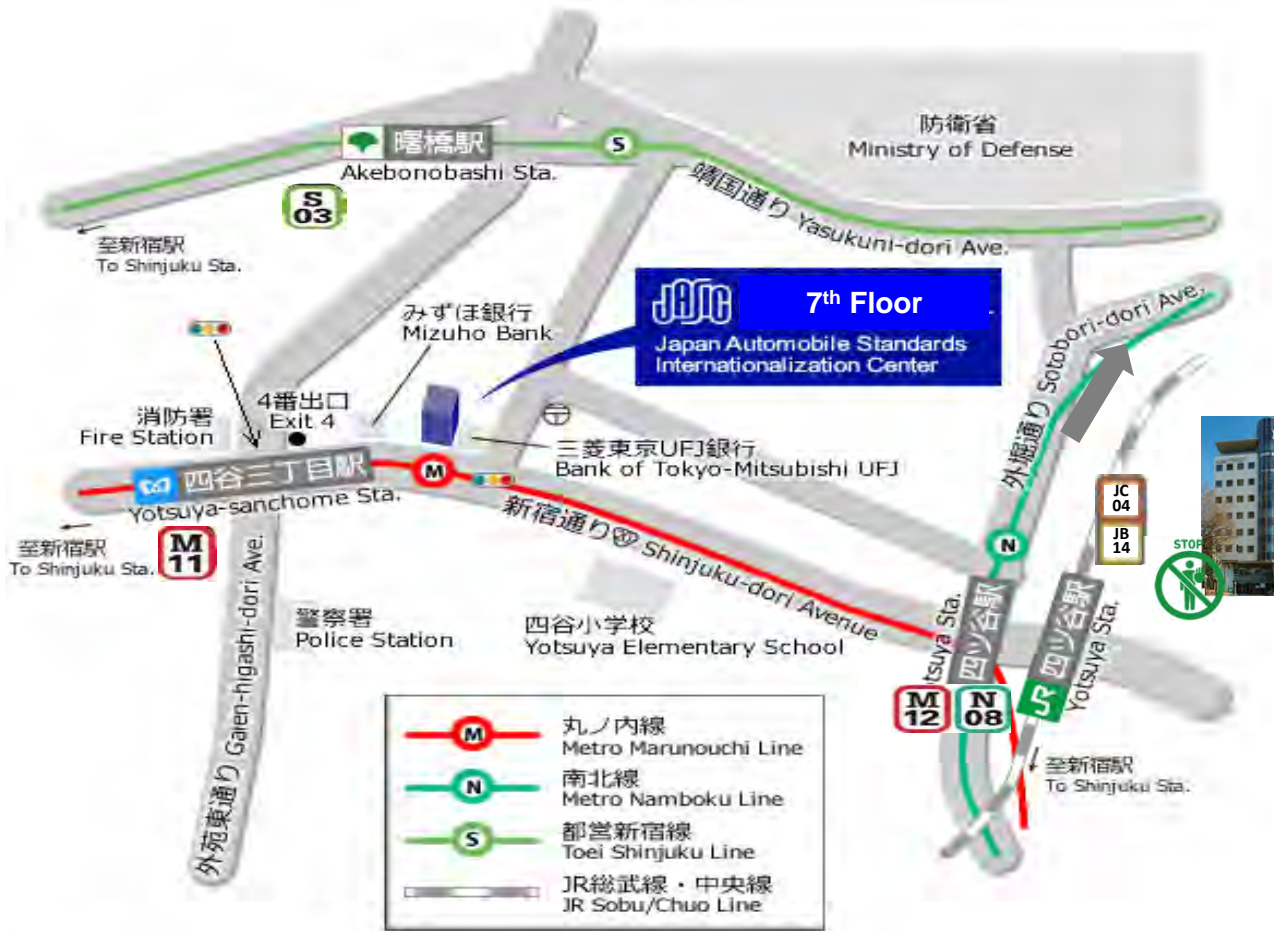 防衛省
Ministry of Defense
曙橋駅
Akebonobashi Sta.
S
S
03
靖国通り Yasukuni-dori Ave.
至新宿駅
To Shinjuku Sta.
JASIC
7th Floor
Japan Automobile Standards
Internationalization Center
みずほ銀行
Mizuho Bank
外堀通り Sotobori-dori Ave.
4番出口
Exit 4
消防署
Fire Station
三菱東京UFJ銀行
Bank of Tokyo-Mitsubishi UFJ
M
四谷三丁目駅
Yotsuya-sanchome Sta.
新宿通り 20 Shinjuku-dori Avenue
JC
04
JB
14
STOP
N
至新宿駅
To Shinjuku Sta.
M
11
外苑東通り Gaien-higashi-dori Ave.
警察署
Police Station
四谷小学校
Yotsuya Elementary School
四ツ谷駅
otsuya Sta.
四ツ谷駅
Yotsuya Sta.
M
12
N
08
JR
至新宿駅
To Shinjuku Sta.
M
丸ノ内線
Metro Marunouchi Line
N
南北線
Metro Namboku Line
S
都営新宿線
Toei Shinjuku Line
JR総武線・中央線
JR Sobu/Chuo Line